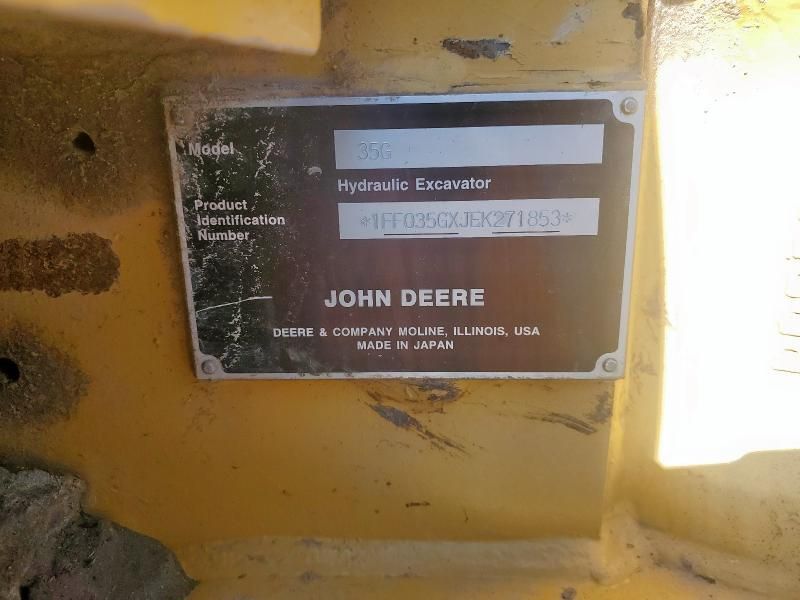 Model 35G
Hydraulic Excavator
Product
Identification
Number *1FF035GXJEK271853*
JOHN DEERE
DEERE & COMPANY MOLINE, ILLINOIS, USA
MADE IN JAPAN